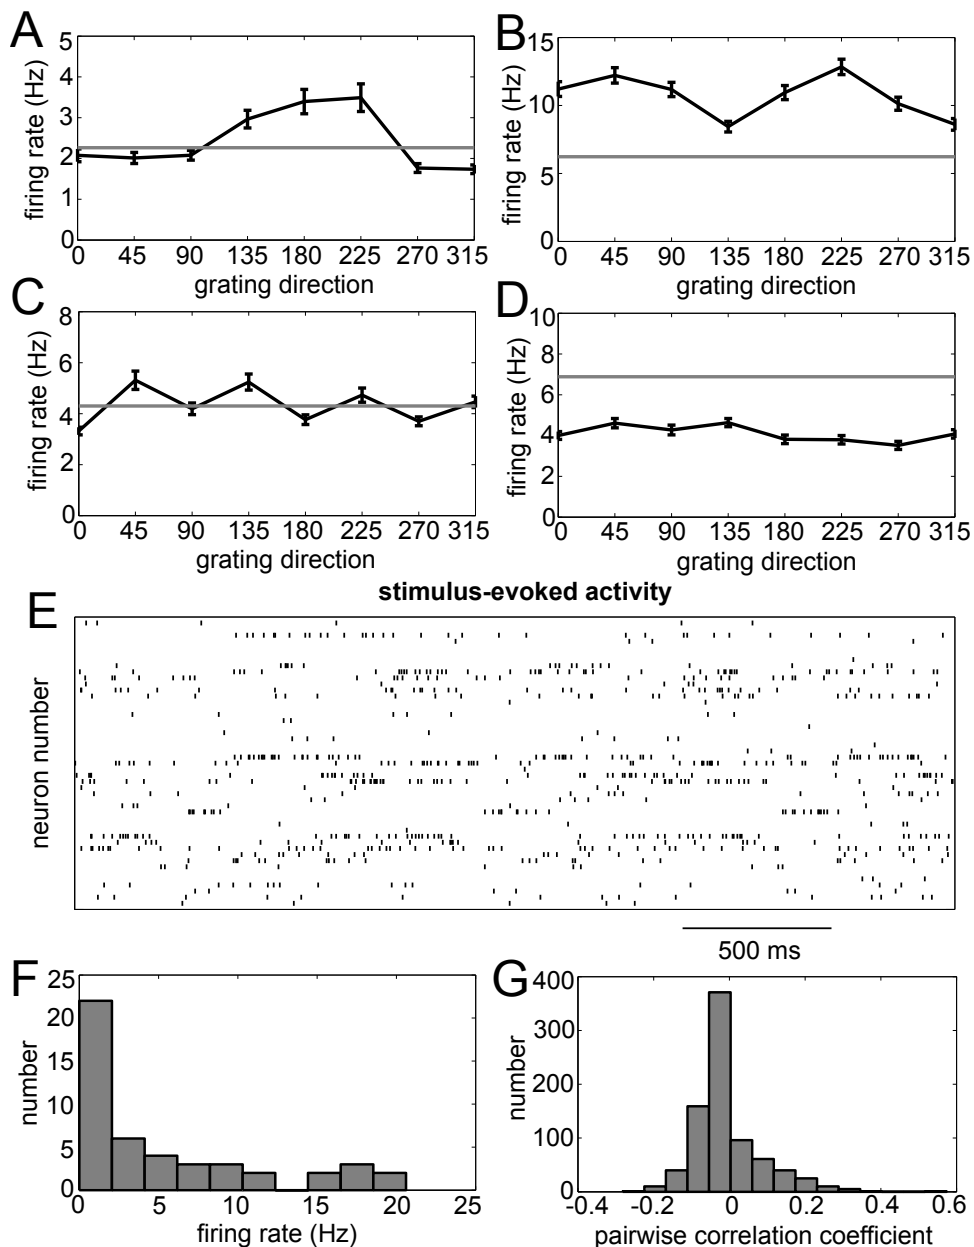 A
firing rate (Hz)
5
4
3
2
1
0
0 45 90 135 180 225 270 315
grating direction
B
firing rate (Hz)
15
10
5
0
0 45 90 135 180 225 270 315
grating direction
C
firing rate (Hz)
8
6
4
2
0
0 45 90 135 180 225 270 315
grating direction
D
firing rate (Hz)
10
8
6
4
2
0
0 45 90 135 180 225 270 315
grating direction
stimulus-evoked activity
E
neuron number
500 ms
F
number
25
20
15
10
5
0
0 5 10 15 20 25
firing rate (Hz)
G
number
400
300
200
100
0
-0.4 -0.2 0 0.2 0.4 0.6
pairwise correlation coefficient